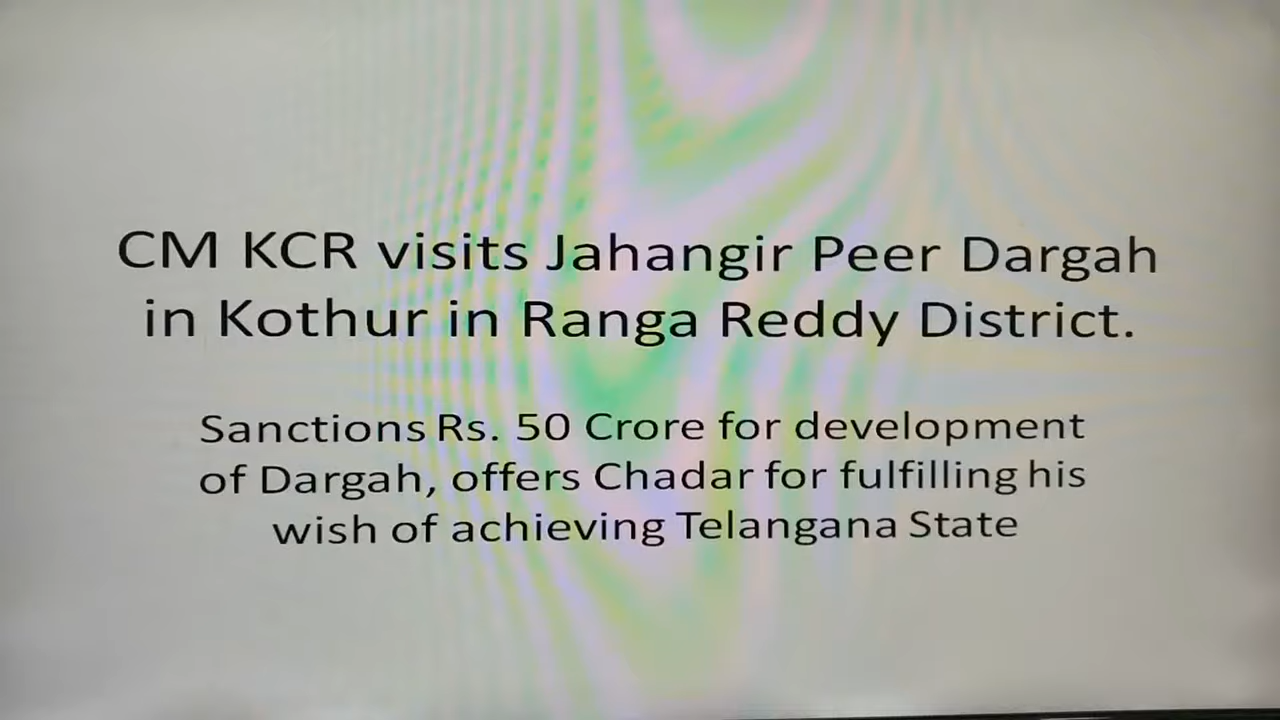 CM KCR visits Jahangir Peer Dargah
in Kothur in Ranga Reddy District.
Sanctions Rs. 50 Crore for development
of Dargah, offers Chadar for fulfilling his
wish of achieving Telangana State